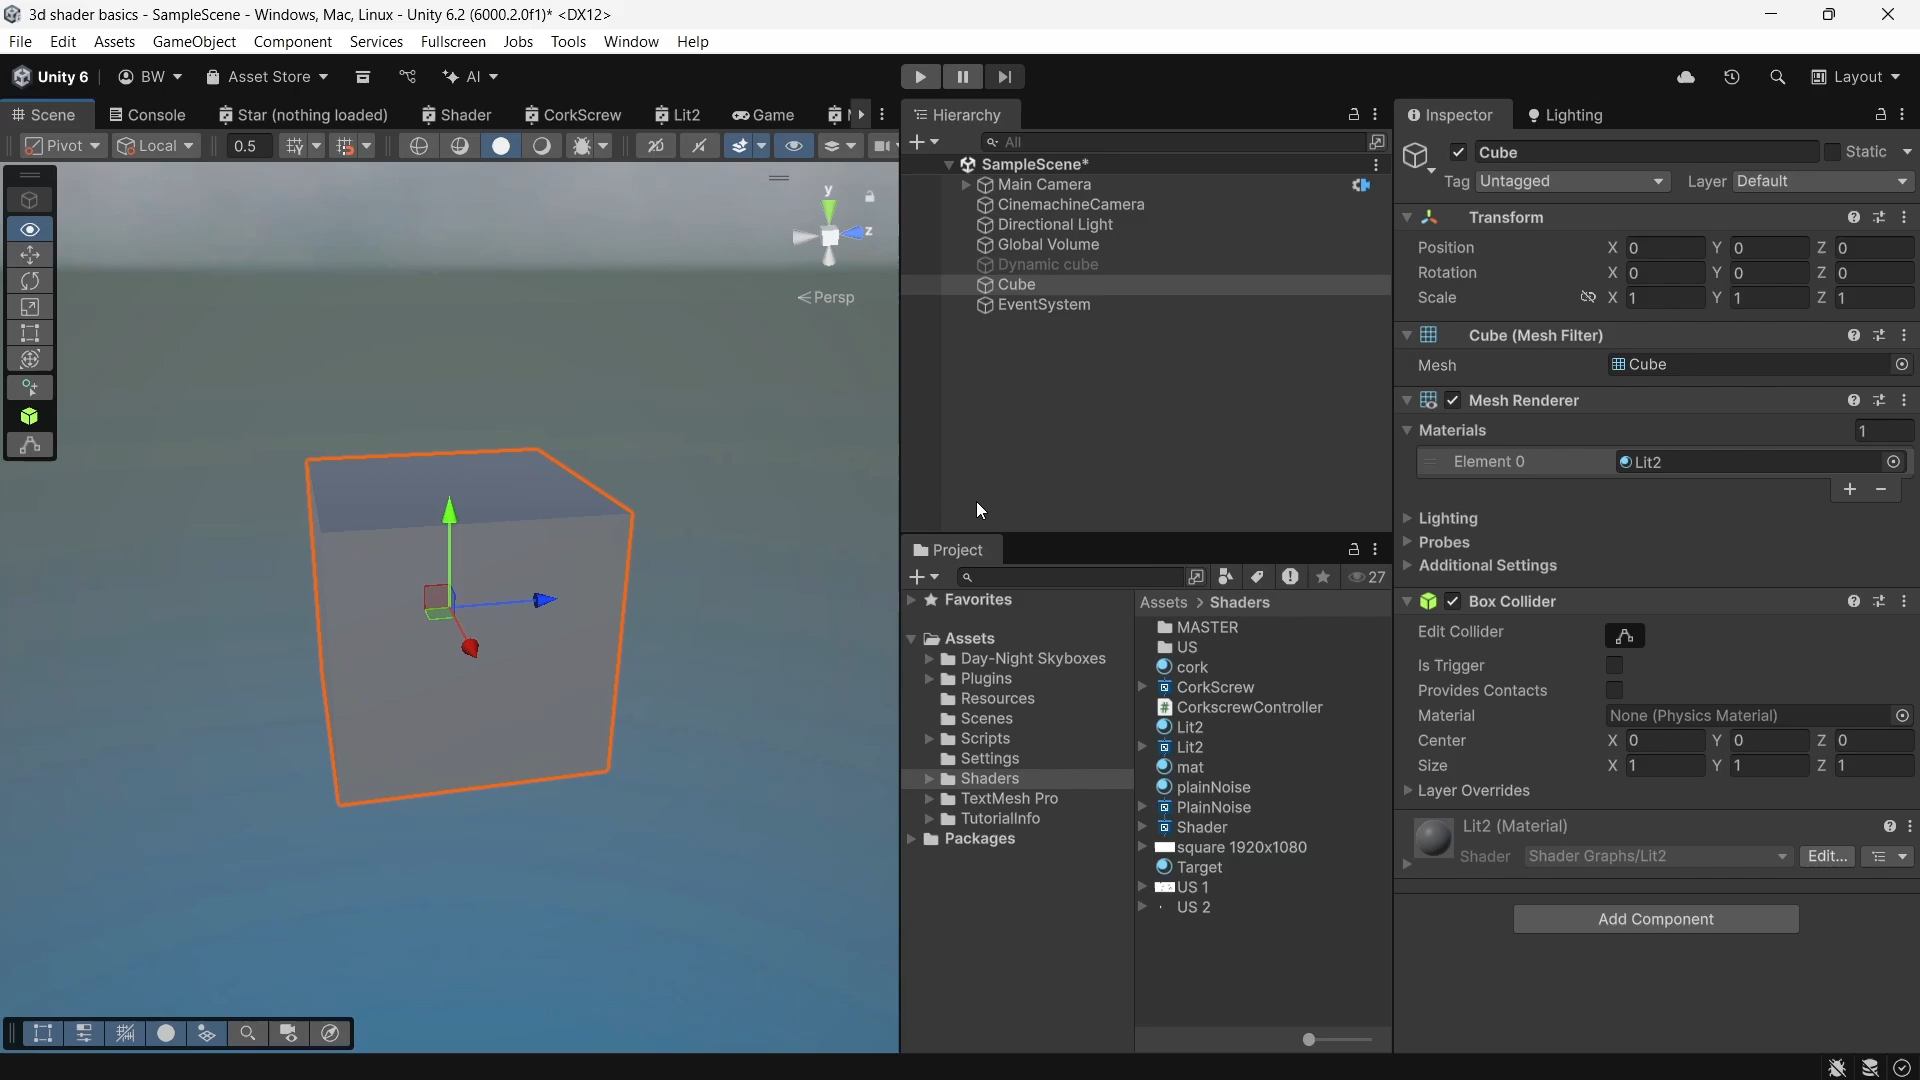 3d shader basics - SampleScene - Windows, Mac, Linux - Unity 6.2 (6000.2.0f1)* <DX12>
File Edit Assets GameObject Component Services Fullscreen Jobs Tools Window Help
Unity 6 BW Asset Store AI Layout
Scene Console Star (nothing loaded) Shader CorkScrew Lit2 Game
Pivot Local 0.5
y
z
Persp
Hierarchy
All
SampleScene*
Main Camera
CinemachineCamera
Directional Light
Global Volume
Dynamic cube
Cube
EventSystem
Project
27
Favorites
Assets
Day-Night Skyboxes
Plugins
Resources
Scenes
Scripts
Settings
Shaders
TextMesh Pro
TutorialInfo
Packages
Assets > Shaders
MASTER
US
cork
CorkScrew
CorkscrewController
Lit2
Lit2
mat
plainNoise
PlainNoise
Shader
square 1920x1080
Target
US 1
US 2
Inspector Lighting
Cube Static
Tag Untagged Layer Default
Transform
Position X 0 Y 0 Z 0
Rotation X 0 Y 0 Z 0
Scale X 1 Y 1 Z 1
Cube (Mesh Filter)
Mesh Cube
Mesh Renderer
Materials 1
Element 0 Lit2
Lighting
Probes
Additional Settings
Box Collider
Edit Collider
Is Trigger
Provides Contacts
Material None (Physics Material)
Center X 0 Y 0 Z 0
Size X 1 Y 1 Z 1
Layer Overrides
Lit2 (Material)
Shader Shader Graphs/Lit2 Edit...
Add Component